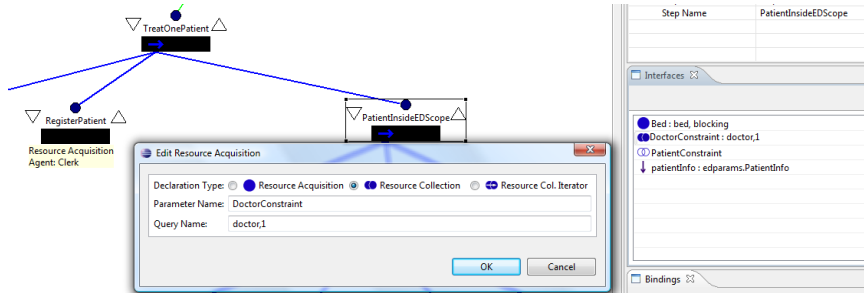 TreatOnePatient
RegisterPatient
Resource Acquisition
Agent: Clerk
PatientInsideEDScope
Edit Resource Acquisition
Declaration Type: Resource Acquisition Resource Collection Resource Col. Iterator
Parameter Name: DoctorConstraint
Query Name: doctor,1
OK Cancel
Step Name PatientInsideEDScope
Interfaces
Bed : bed, blocking
DoctorConstraint : doctor,1
PatientConstraint
patientInfo : edparams.PatientInfo
Bindings